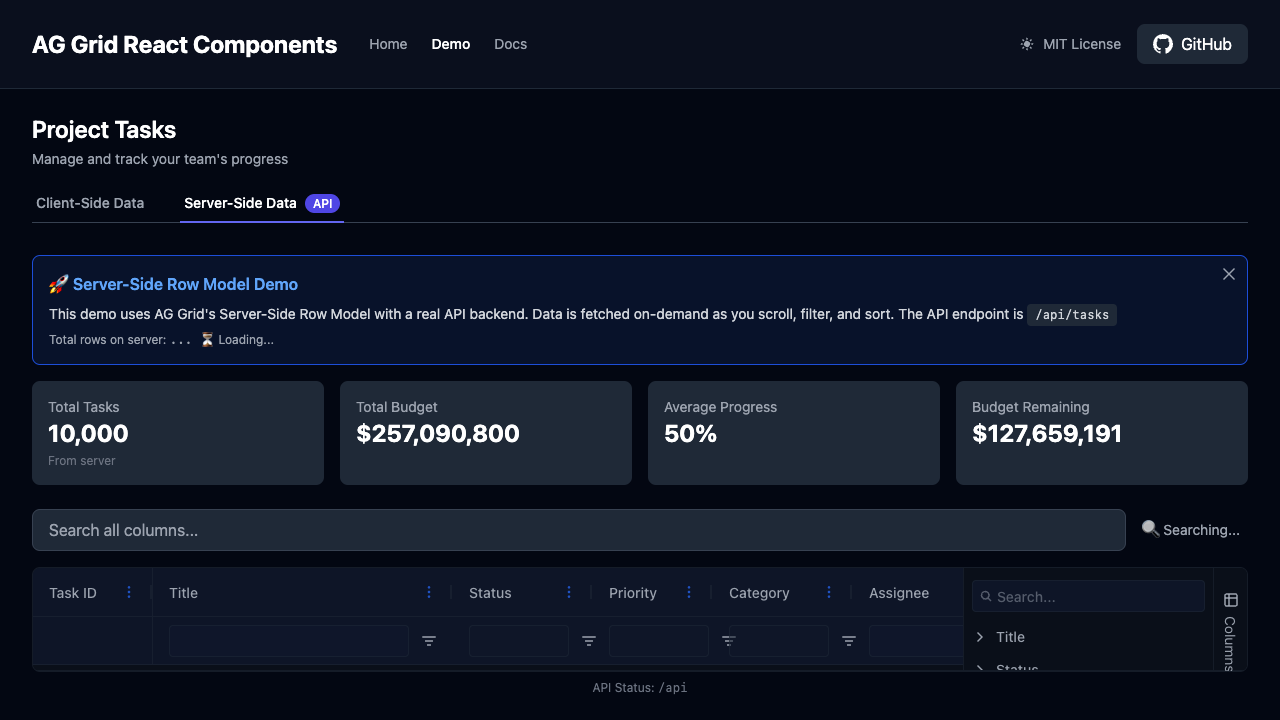 AG Grid React Components Home Demo Docs MIT License GitHub
Project Tasks
Manage and track your team's progress
Client-Side Data Server-Side Data API
🚀 Server-Side Row Model Demo
This demo uses AG Grid's Server-Side Row Model with a real API backend. Data is fetched on-demand as you scroll, filter, and sort. The API endpoint is /api/tasks
Total rows on server: ... ⏳ Loading...
Total Tasks
10,000
From server
Total Budget
$257,090,800
Average Progress
50%
Budget Remaining
$127,659,191
Search all columns... 🔍 Searching...
Task ID Title Status Priority Category Assignee
Search...
Title
Status
Columns
API Status: /api